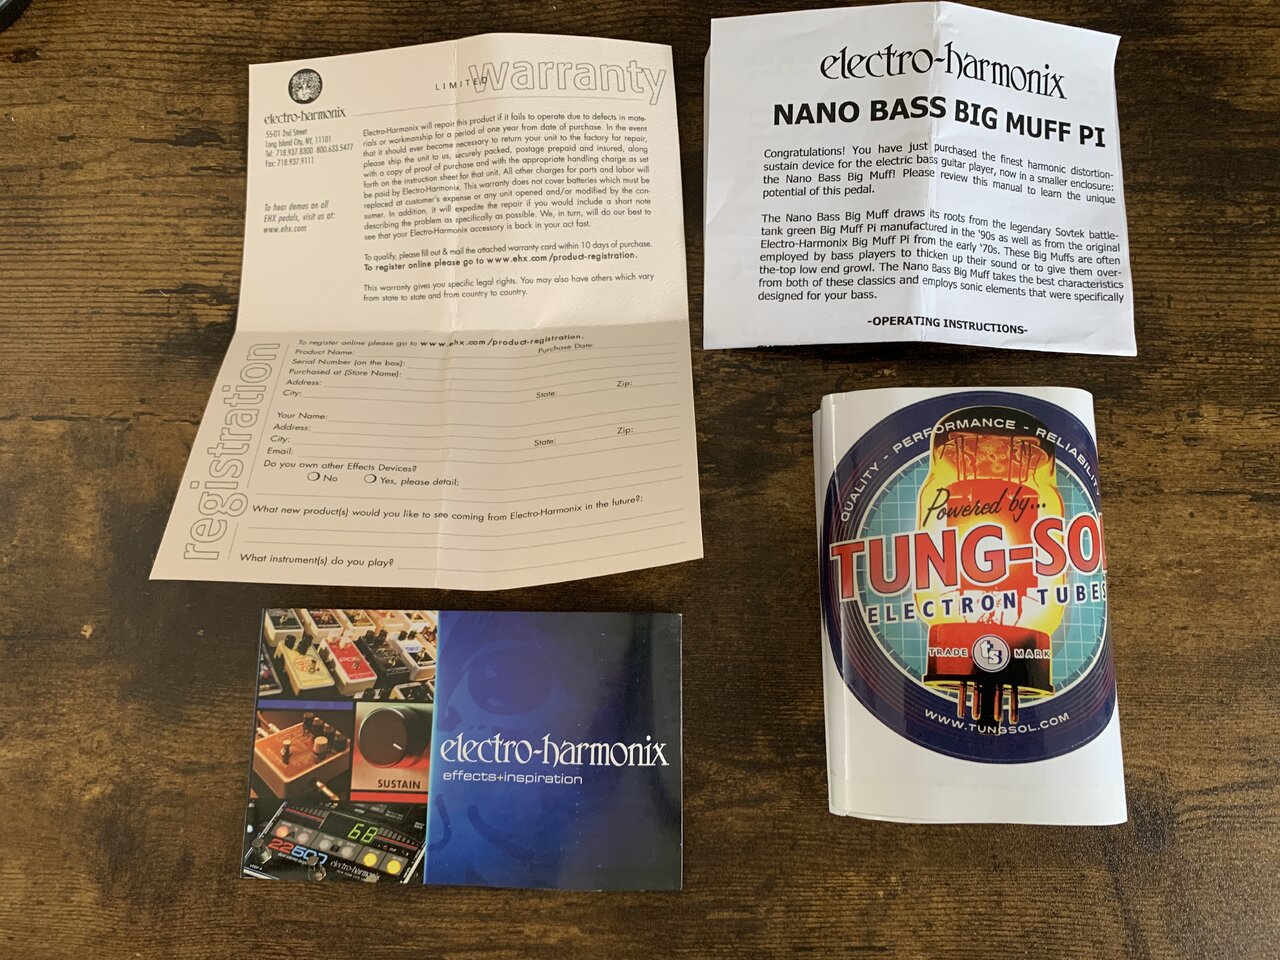 electro-harmonix
55-01 2nd Street
Long Island City, NY, 11101
Tel: 718.937.8300 800.633.5477
Fax: 718.937.9111
To hear demos on all
EHX pedals, visit us at:
www.ehx.com
LIMITED warranty
Electro-Harmonix will repair this product if it fails to operate due to defects in mate-
rials or workmanship for a period of one year from date of purchase. In the event
that it should ever become necessary to return your unit to the factory for repair,
please ship the unit to us, securely packed, postage prepaid and insured, along
with a copy of proof of purchase and with the appropriate handling charge as set
forth on the instruction sheet for that unit. All other charges for parts and labor will
be paid by Electro-Harmonix. This warranty does not cover batteries which must be
replaced at customer's expense or any unit opened and/or modified by the con-
sumer. In addition, it will expedite the repair if you would include a short note
describing the problem as specifically as possible. We, in turn, will do our best to
see that your Electro-Harmonix accessory is back in your act fast.
To qualify, please fill out & mail the attached warranty card within 10 days of purchase.
To register online please go to www.ehx.com/product-registration.
This warranty gives you specific legal rights. You may also have others which vary
from state to state and from country to country.
registration
To register online please go to www.ehx.com/product-registration.
Product Name: Purchase Date:
Serial Number (on the box):
Purchased at (Store Name):
Address:
City: State: Zip:
Your Name:
Address:
City: State: Zip:
Email:
Do you own other Effects Devices?
No Yes, please detail:
What new product(s) would you like to see coming from Electro-Harmonix in the future?:
What instrument(s) do you play?
electro-harmonix
NANO BASS BIG MUFF PI
Congratulations! You have just purchased the finest harmonic distortion-
sustain device for the electric bass guitar player, now in a smaller enclosure:
the Nano Bass Big Muff! Please review this manual to learn the unique
potential of this pedal.
The Nano Bass Big Muff draws its roots from the legendary Sovtek battle-
tank green Big Muff Pi manufactured in the '90s as well as from the original
Electro-Harmonix Big Muff Pi from the early '70s. These Big Muffs are often
employed by bass players to thicken up their sound or to give them over-
the-top low end growl. The Nano Bass Big Muff takes the best characteristics
from both of these classics and employs sonic elements that were specifically
designed for your bass.
-OPERATING INSTRUCTIONS-
SUSTAIN
68
22500
electro-harmonix
electro-harmonix
effects+inspiration
QUALITY - PERFORMANCE - RELIABILITY
Powered by...
TUNG-SOL
ELECTRON TUBES
TRADE ts MARK
WWW.TUNGSOL.COM